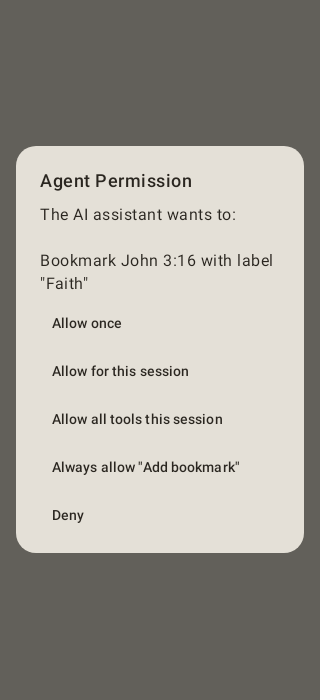 Agent Permission
The AI assistant wants to:
Bookmark John 3:16 with label
"Faith"
Allow once
Allow for this session
Allow all tools this session
Always allow "Add bookmark"
Deny